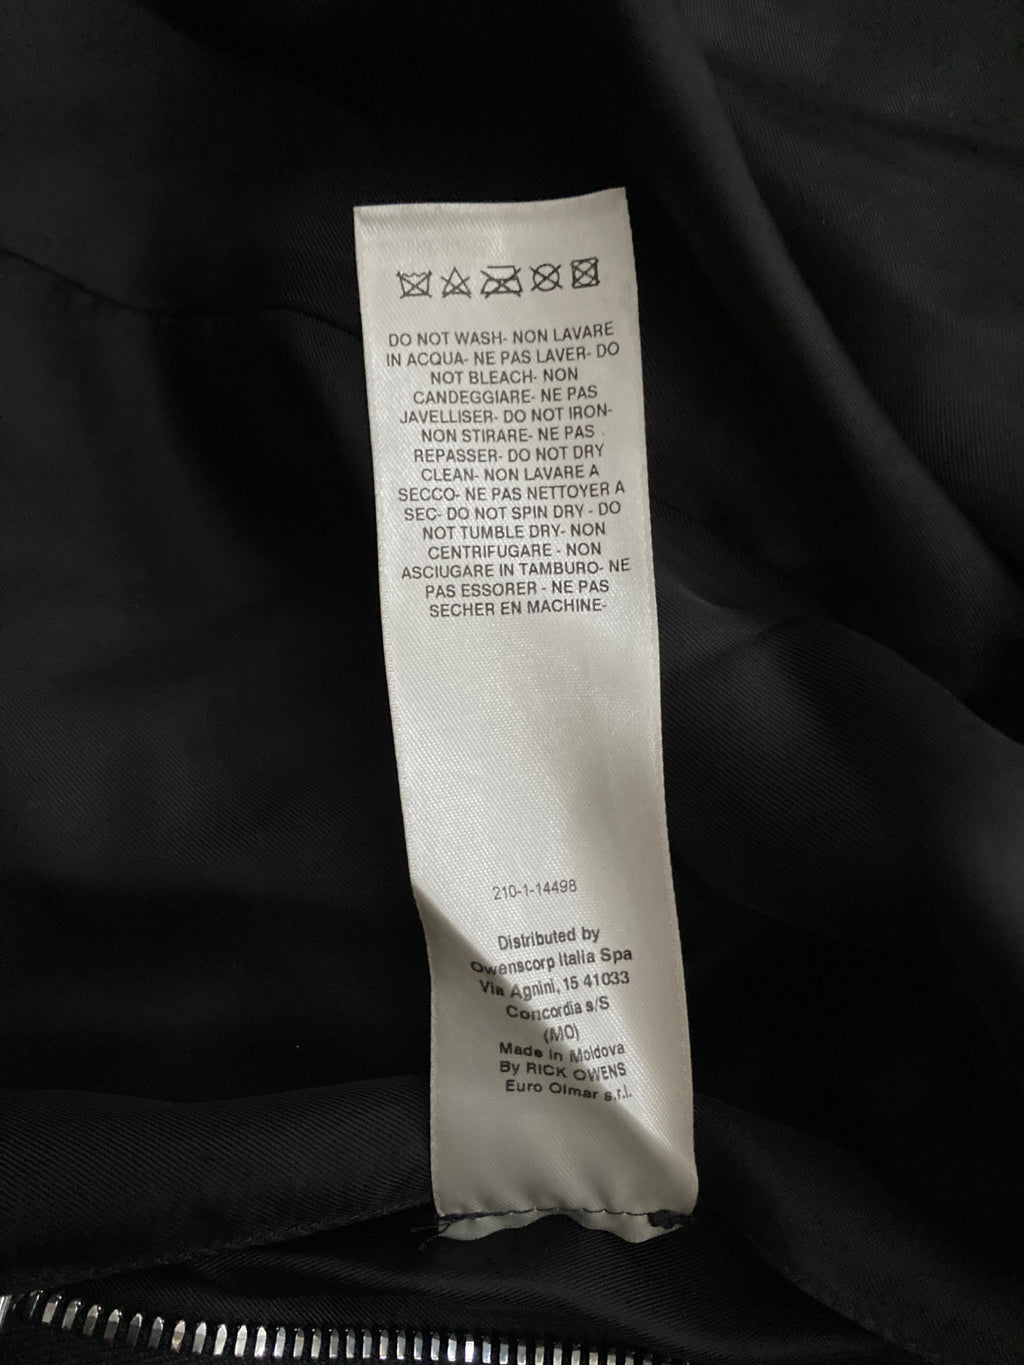 DO NOT WASH- NON LAVARE
IN ACQUA- NE PAS LAVER- DO
NOT BLEACH- NON
CANDEGGIARE- NE PAS
JAVELLISER- DO NOT IRON-
NON STIRARE- NE PAS
REPASSER- DO NOT DRY
CLEAN- NON LAVARE A
SECCO- NE PAS NETTOYER A
SEC- DO NOT SPIN DRY - DO
NOT TUMBLE DRY- NON
CENTRIFUGARE - NON
ASCIUGARE IN TAMBURO- NE
PAS ESSORER - NE PAS
SECHER EN MACHINE-
210-1-14498
Distributed by
Owenscorp Italia Spa
Via Agnini, 15 41033
Concordia s/S
(MO)
Made in Moldova
By RICK OWENS
Euro Olmar s.r.l.